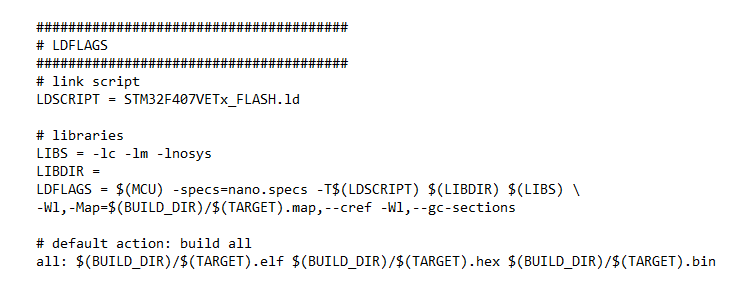 #######################################
# LDFLAGS
#######################################
# link script
LDSCRIPT = STM32F407VETx_FLASH.ld

# libraries
LIBS = -lc -lm -lnosys
LIBDIR =
LDFLAGS = $(MCU) -specs=nano.specs -T$(LDSCRIPT) $(LIBDIR) $(LIBS) \
-Wl,-Map=$(BUILD_DIR)/$(TARGET).map,--cref -Wl,--gc-sections

# default action: build all
all: $(BUILD_DIR)/$(TARGET).elf $(BUILD_DIR)/$(TARGET).hex $(BUILD_DIR)/$(TARGET).bin